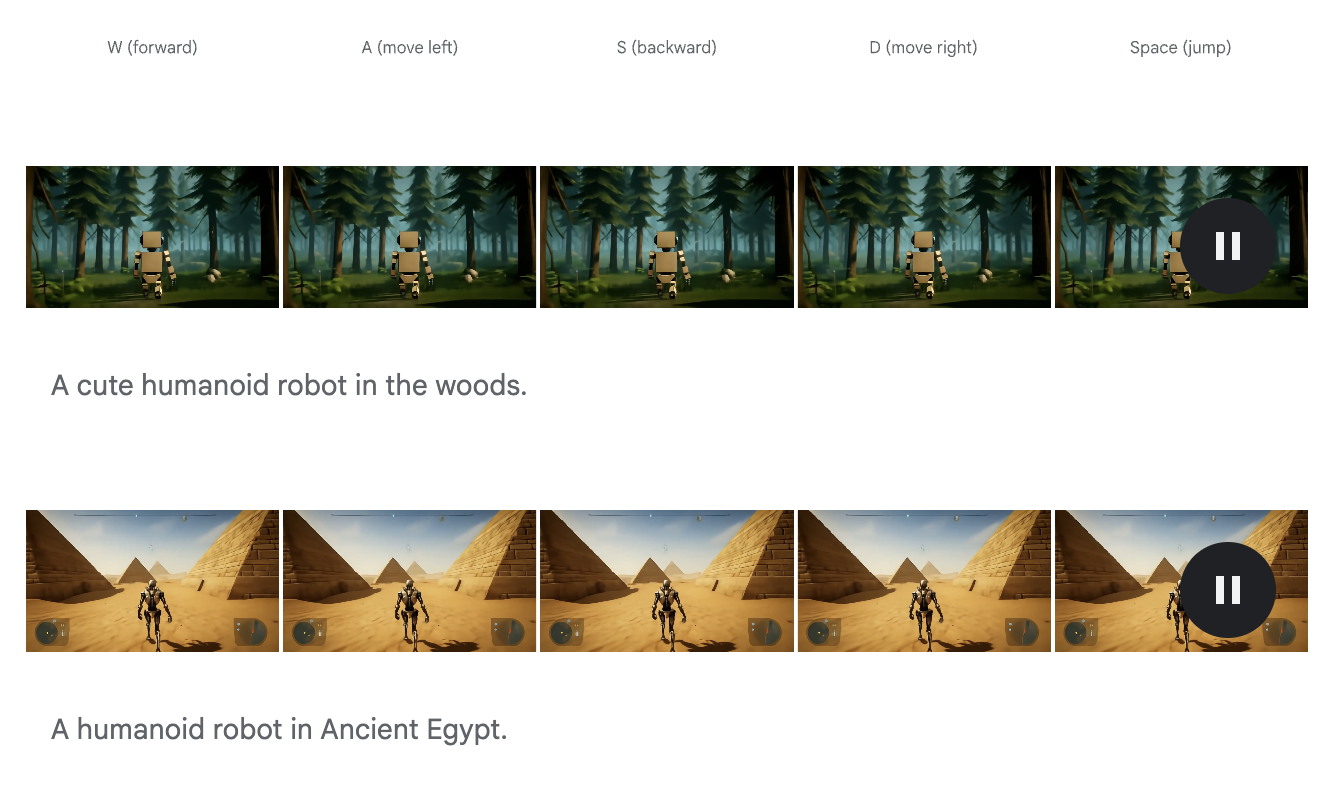 W (forward)
A (move left)
S (backward)
D (move right)
Space (jump)
A cute humanoid robot in the woods.
A humanoid robot in Ancient Egypt.